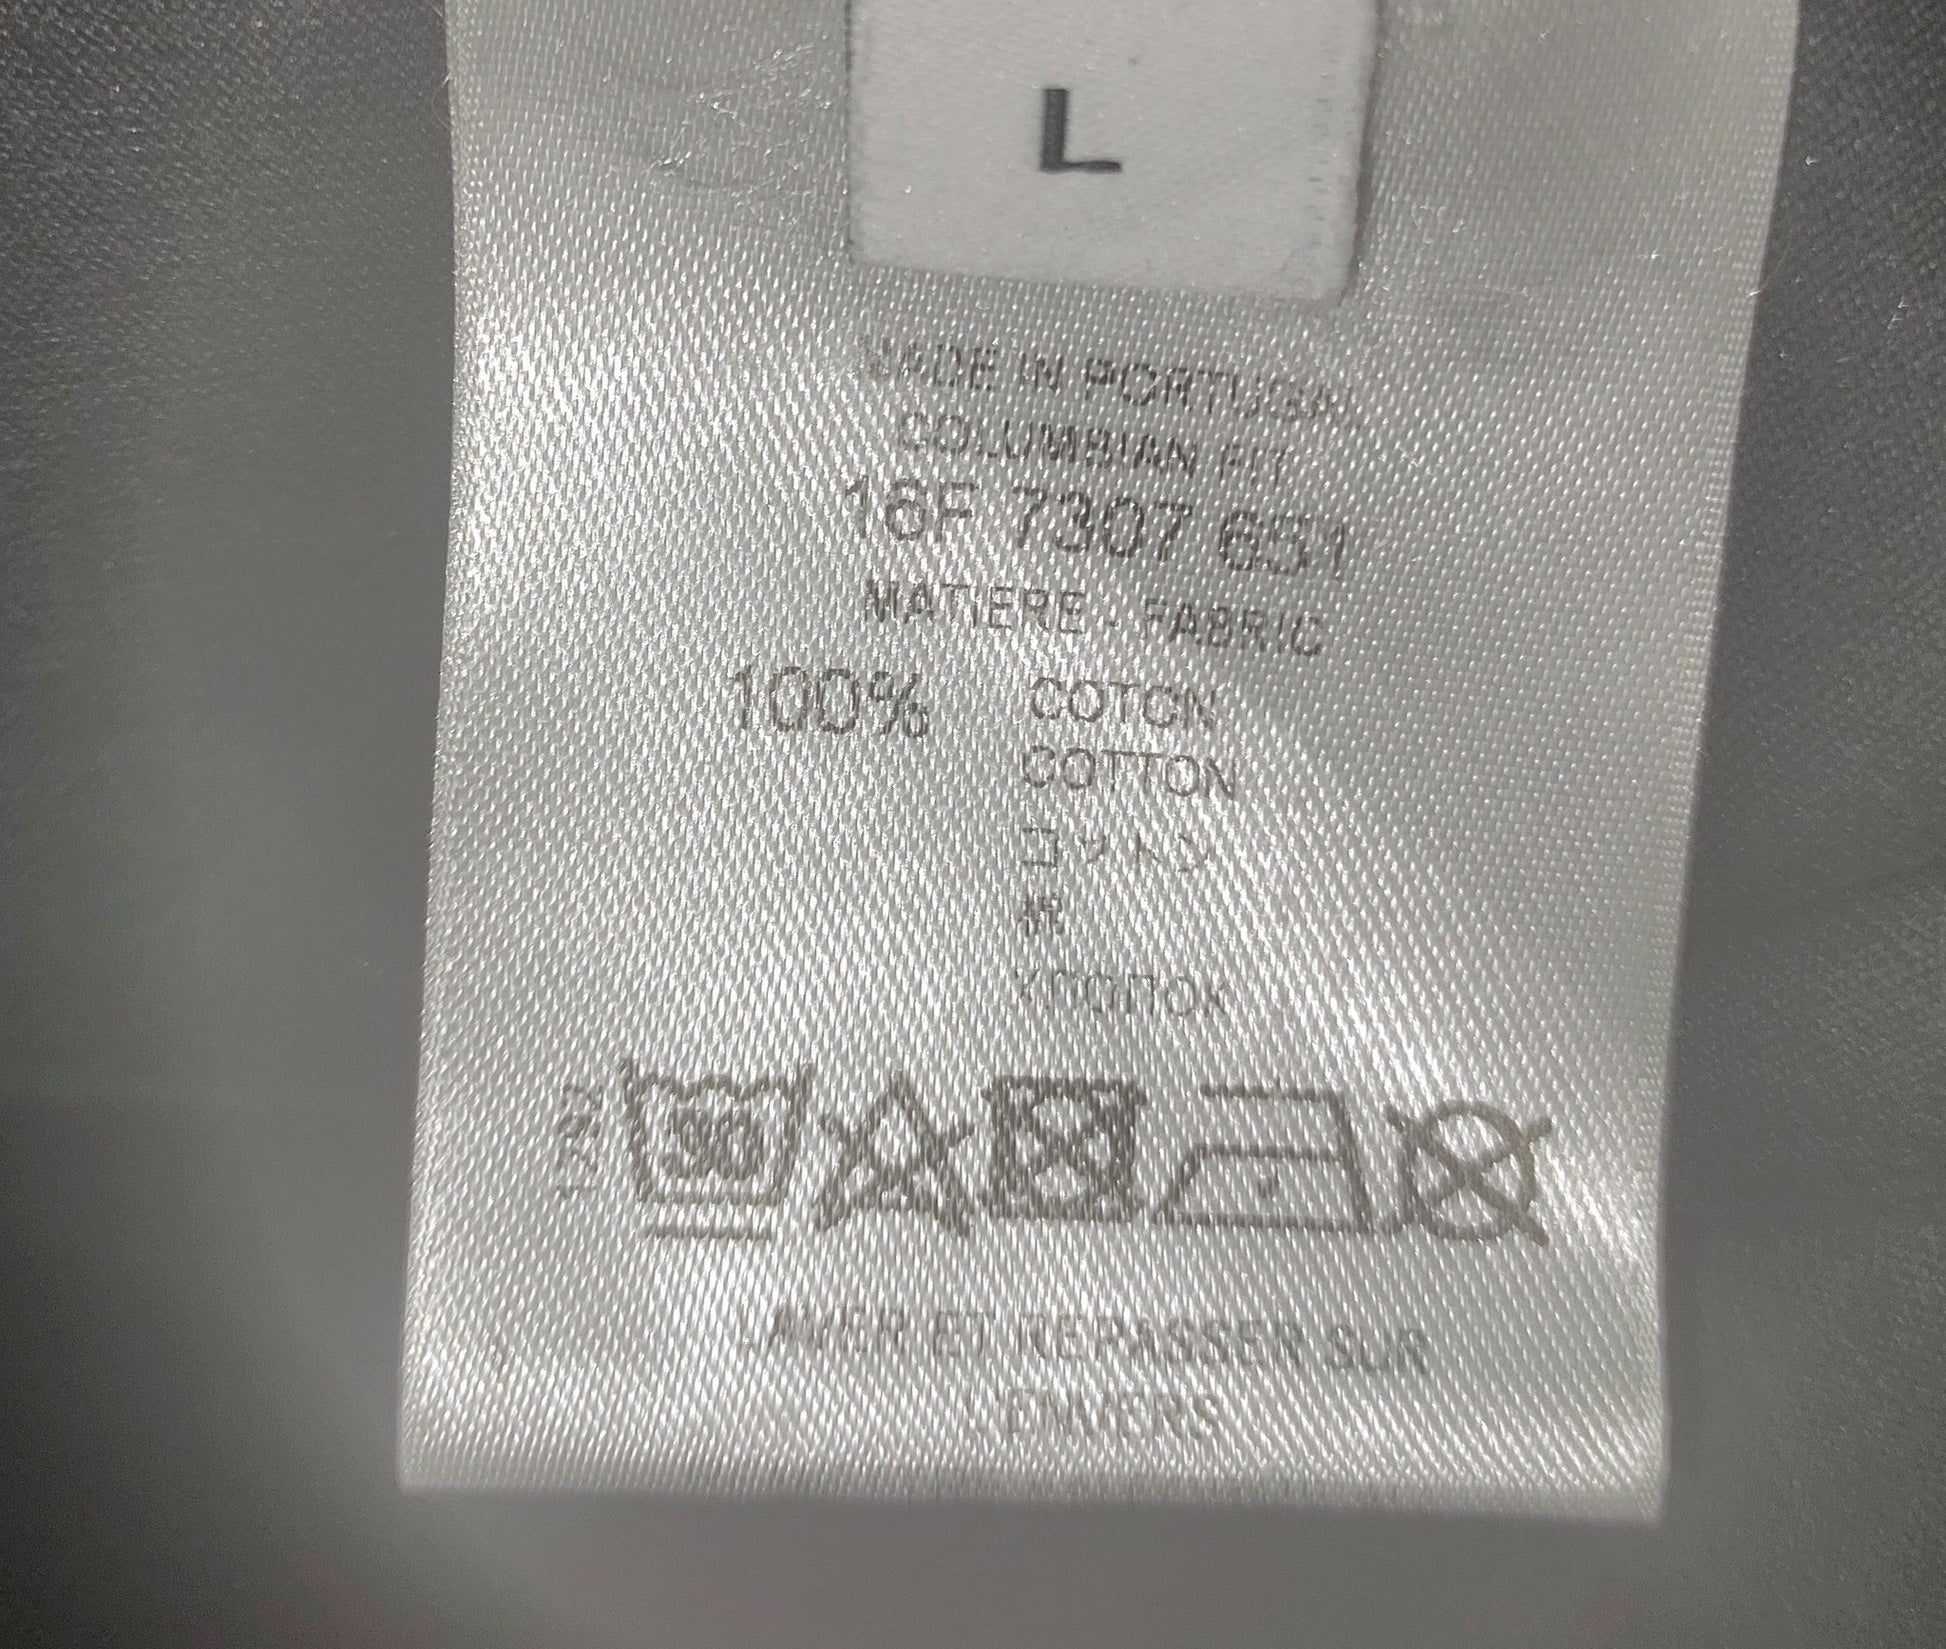 L
MADE IN PORTUGAL
COLUMBIAN FIT
16F 7307 651
MATIERE - FABRIC
100% COTON
COTTON
コットン
棉
ХЛОПОК
30
LAVER ET REPASSER SUR
L'ENVERS